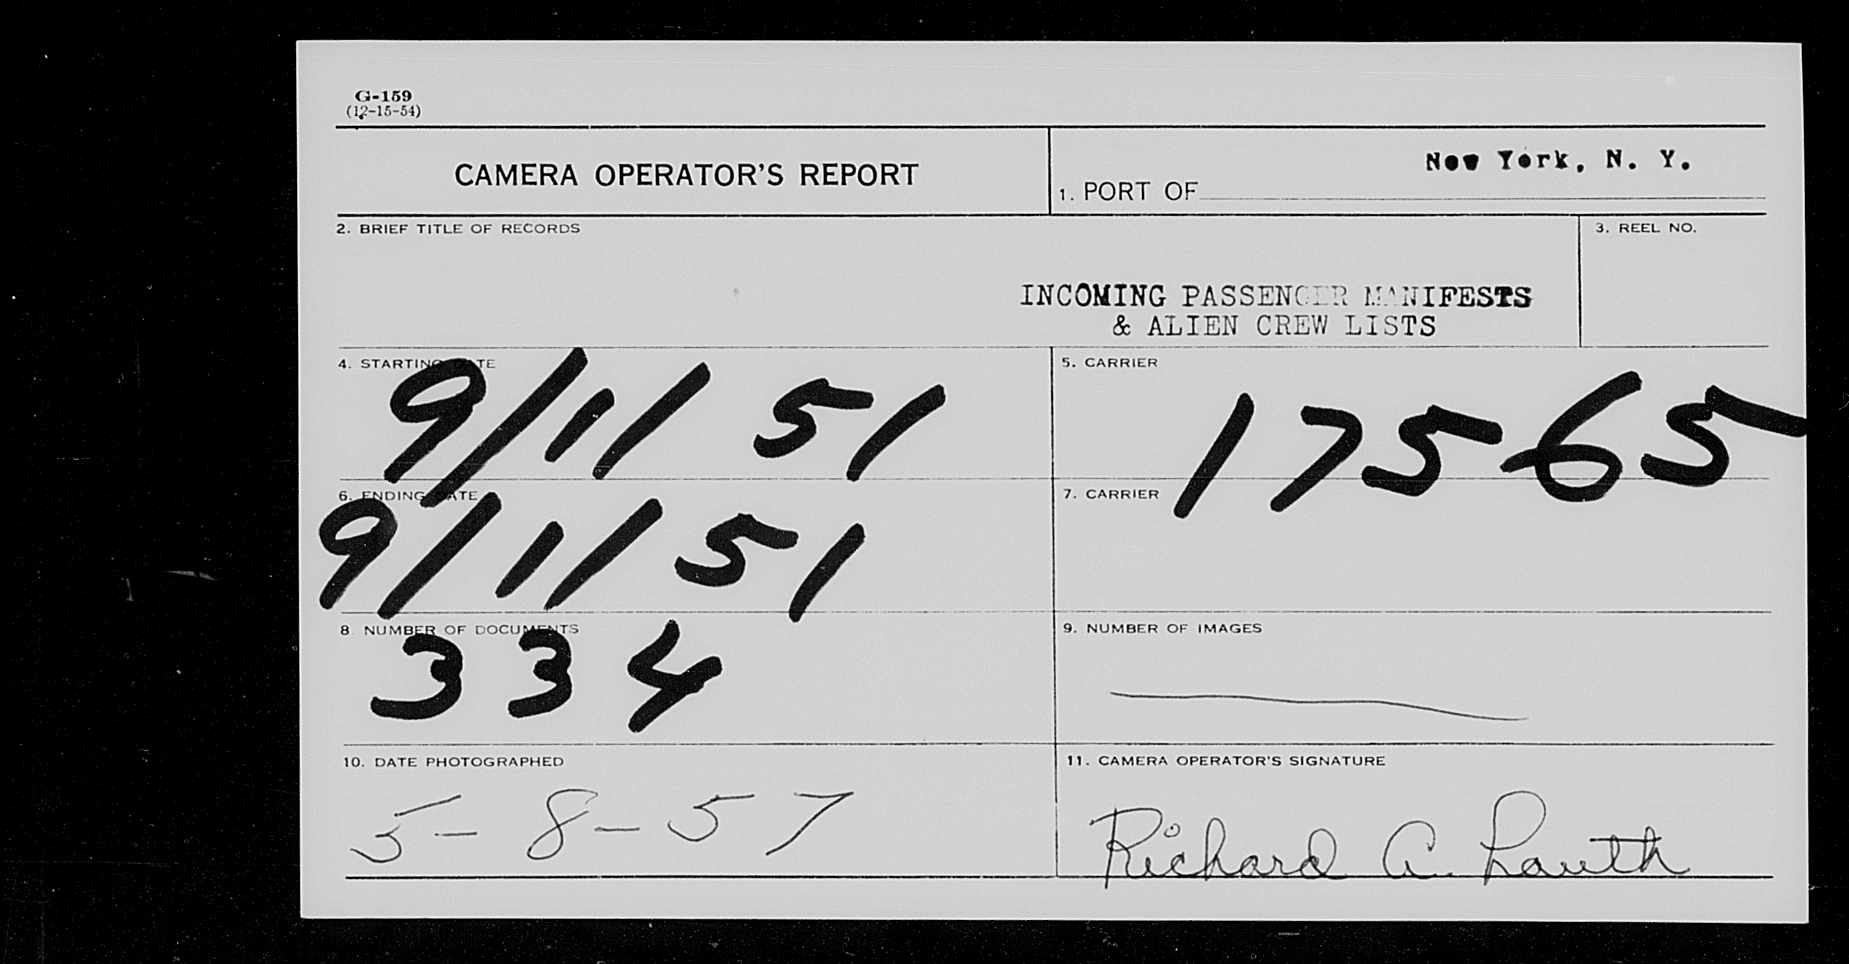 G-159
(12-15-54)
CAMERA OPERATOR'S REPORT
1. PORT OF New York, N. Y.
2. BRIEF TITLE OF RECORDS
3. REEL NO.
INCOMING PASSENGER MANIFESTS
& ALIEN CREW LISTS
4. STARTING DATE
9/11/51
5. CARRIER
17565
6. ENDING DATE
9/11/51
7. CARRIER
8. NUMBER OF DOCUMENTS
334
9. NUMBER OF IMAGES
10. DATE PHOTOGRAPHED
5-8-57
11. CAMERA OPERATOR'S SIGNATURE
Richard A. Lauth